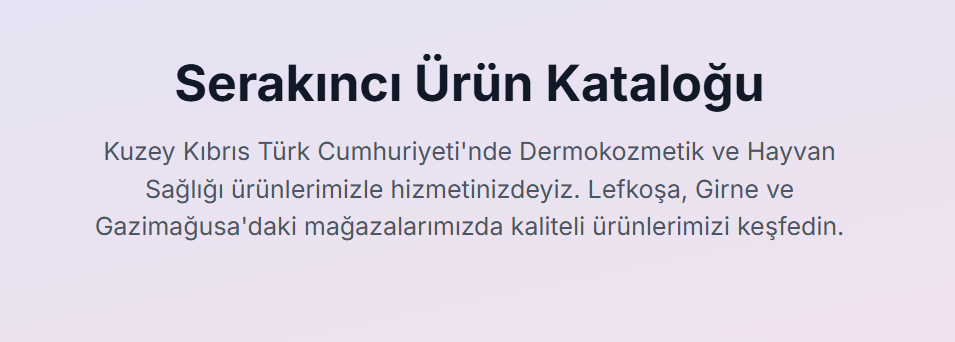 Serakıncı Ürün Kataloğu
Kuzey Kıbrıs Türk Cumhuriyeti'nde Dermokozmetik ve Hayvan
Sağlığı ürünlerimizle hizmetinizdeyiz. Lefkoşa, Girne ve
Gazimağusa'daki mağazalarımızda kaliteli ürünlerimizi keşfedin.